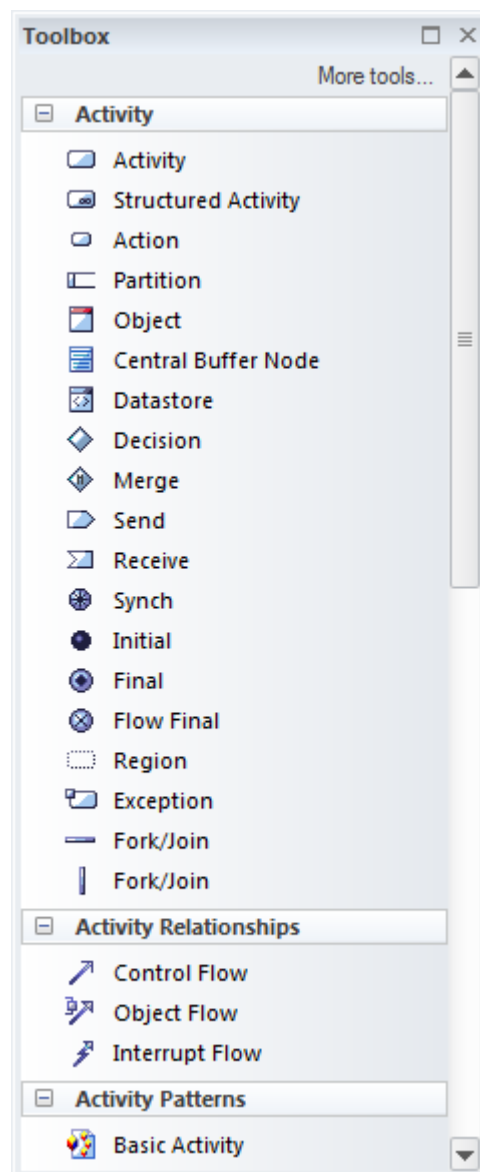 Toolbox
More tools...
Activity
Activity
Structured Activity
Action
Partition
Object
Central Buffer Node
Datastore
Decision
Merge
Send
Receive
Synch
Initial
Final
Flow Final
Region
Exception
Fork/Join
Fork/Join
Activity Relationships
Control Flow
Object Flow
Interrupt Flow
Activity Patterns
Basic Activity